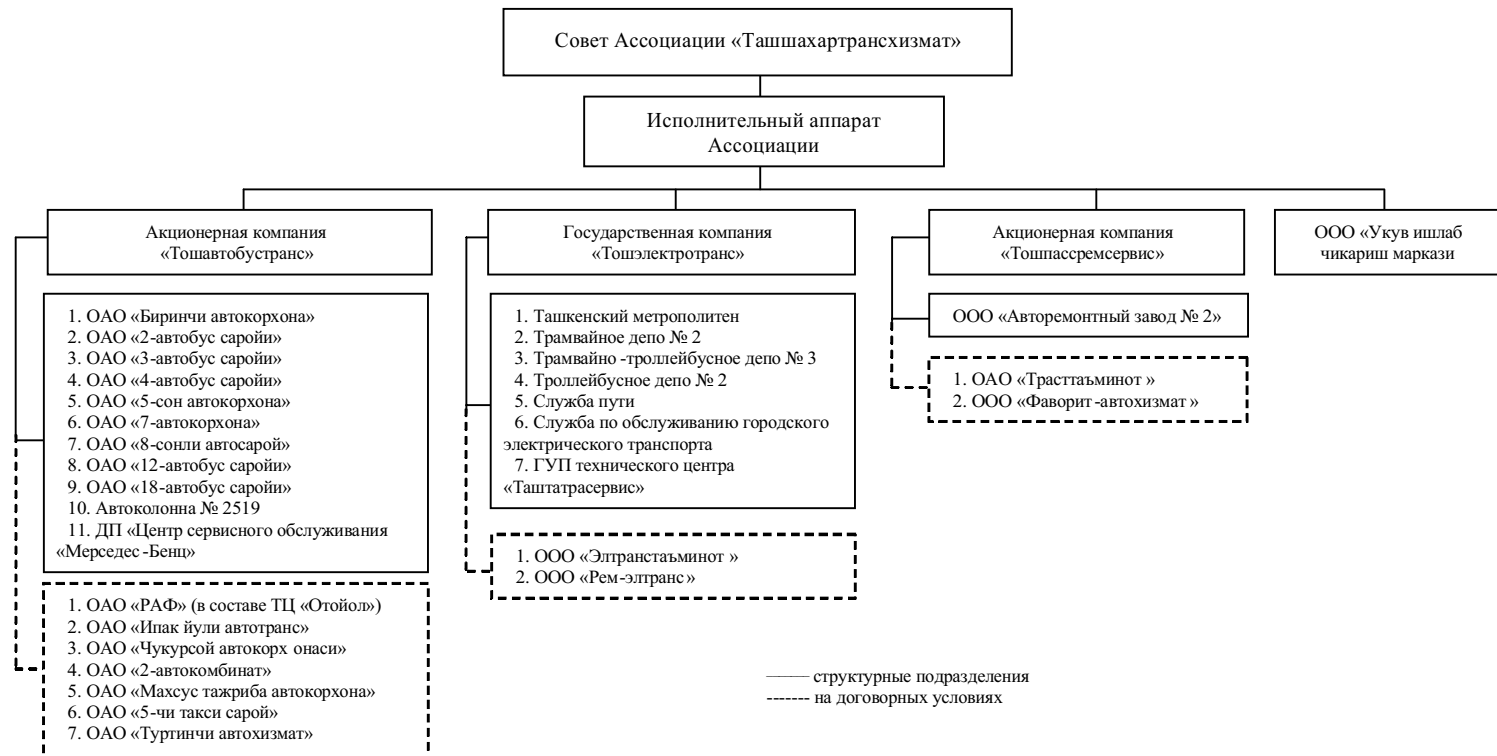 Совет Ассоциации «Ташшахартрансхизмат»
Исполнительный аппарат
Ассоциации
Акционерная компания
«Тошавтобустранс»
1. ОАО «Биринчи автокорхона»
2. ОАО «2-автобус саройи»
3. ОАО «3-автобус саройи»
4. ОАО «4-автобус саройи»
5. ОАО «5-сон автокорхона»
6. ОАО «7-автокорхона»
7. ОАО «8-сонли автосарой»
8. ОАО «12-автобус саройи»
9. ОАО «18-автобус саройи»
10. Автоколонна № 2519
11. ДП «Центр сервисного обслуживания
«Мерседес-Бенц»
1. ОАО «РАФ» (в составе ТЦ «Отойол»)
2. ОАО «Ипак йули автотранс»
3. ОАО «Чукурсой автокорх онаси»
4. ОАО «2-автокомбинат»
5. ОАО «Махсус тажриба автокорхона»
6. ОАО «5-чи такси сарой»
7. ОАО «Туртинчи автохизмат»
Государственная компания
«Тошэлектротранс»
1. Ташкенский метрополитен
2. Трамвайное депо № 2
3. Трамвайно-троллейбусное депо № 3
4. Троллейбусное депо № 2
5. Служба пути
6. Служба по обслуживанию городского
электрического транспорта
7. ГУП технического центра
«Таштатрасервис»
1. ООО «Элтранстаъминот »
2. ООО «Рем-элтранс»
Акционерная компания
«Тошпассремсервис»
ООО «Авторемонтный завод № 2»
1. ОАО «Трасттаъминот »
2. ООО «Фаворит-автохизмат»
ООО «Укув ишлаб
чикариш маркази
——— структурные подразделения
------- на договорных условиях